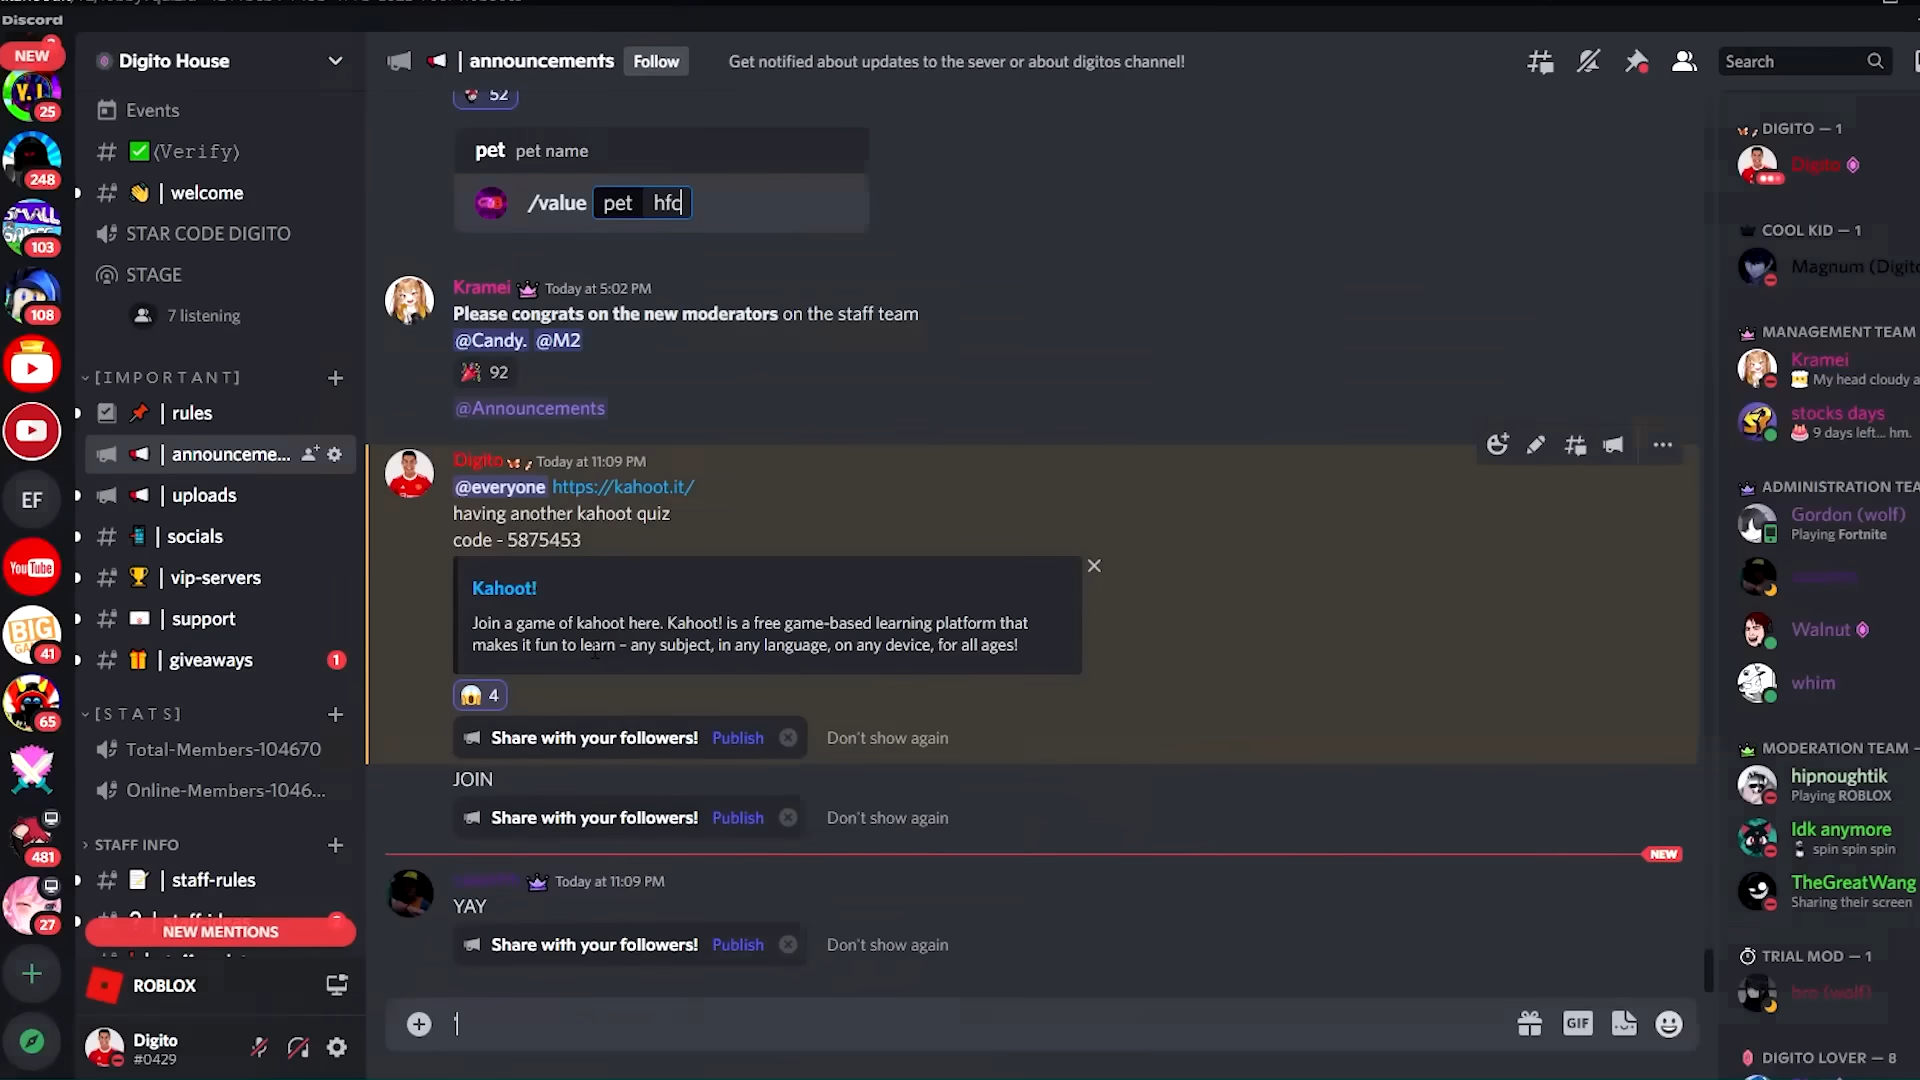 Discord
NEW
25
248
103
108
EF
YouTube
BIG
41
65
481
27
Digito House
Events
(Verify)
| welcome
STAR CODE DIGITO
STAGE
7 listening
[IMPORTANT]
| rules
| announceme...
| uploads
| socials
| vip-servers
| support
| giveaways
1
[STATS]
Total-Members-104670
Online-Members-1046...
STAFF INFO
| staff-rules
NEW MENTIONS
ROBLOX
Digito
#0429
| announcements
Follow
Get notified about updates to the sever or about digitos channel!
Search
52
pet pet name
/value pet hfc
Kramei Today at 5:02 PM
Please congrats on the new moderators on the staff team
@Candy. @M2
92
@Announcements
Digito Today at 11:09 PM
@everyone https://kahoot.it/
having another kahoot quiz
code - 5875453
Kahoot!
Join a game of kahoot here. Kahoot! is a free game-based learning platform that
makes it fun to learn – any subject, in any language, on any device, for all ages!
4
Share with your followers! Publish Don't show again
JOIN
Share with your followers! Publish Don't show again
NEW
Today at 11:09 PM
YAY
Share with your followers! Publish Don't show again
GIF
DIGITO — 1
Digito
COOL KID — 1
Magnum (Digito
MANAGEMENT TEAM
Kramei
My head cloudy a
stocks days
9 days left... hm.
ADMINISTRATION TEA
Gordon (wolf)
Playing Fortnite
Walnut
whim
MODERATION TEAM –
hipnoughtik
Playing ROBLOX
Idk anymore
spin spin spin
TheGreatWang
Sharing their screen
TRIAL MOD — 1
bro (wolf)
DIGITO LOVER — 8